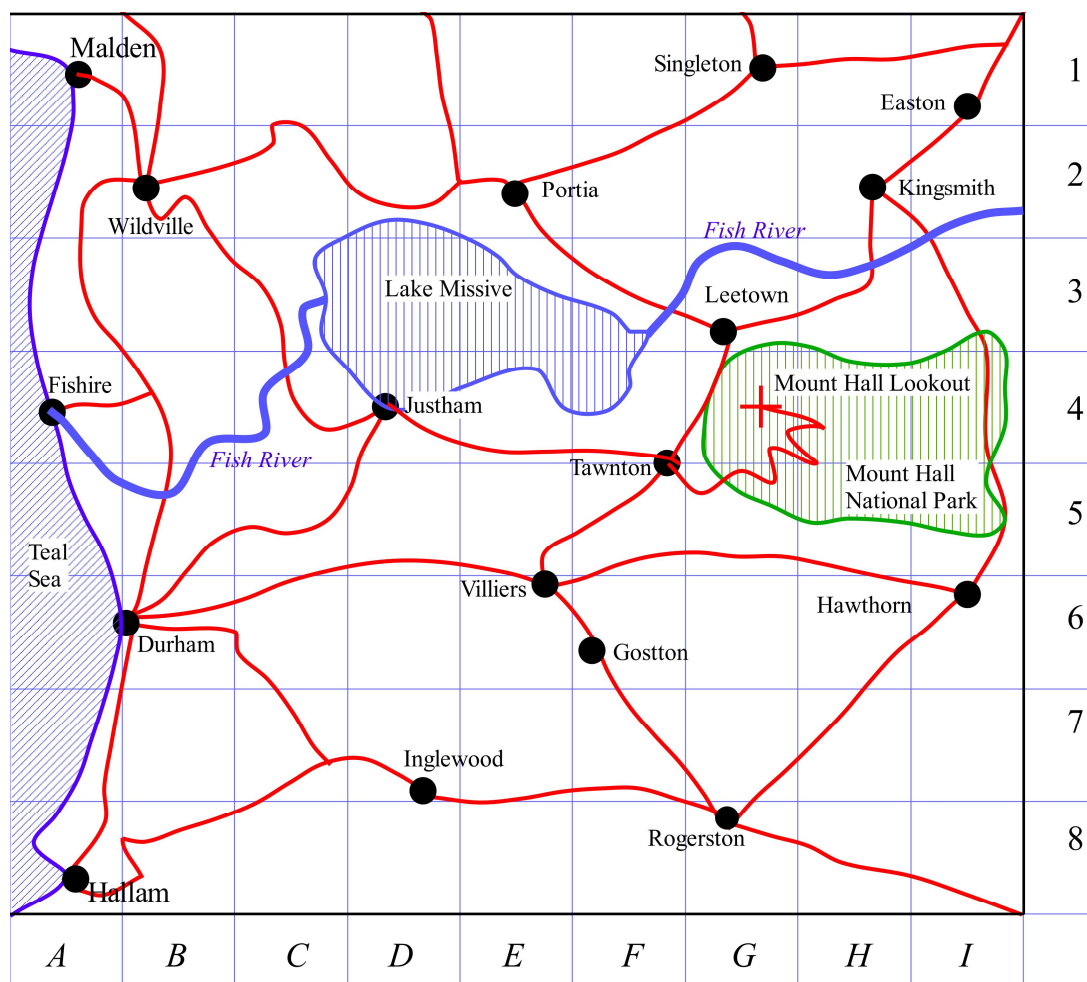 Malden
Singleton
1
Easton
Portia
Kingsmith
2
Wildville
Fish River
Lake Missive
Leetown
3
Fishire
Mount Hall Lookout
Justham
4
Fish River
Tawnton
Mount Hall
National Park
5
Teal
Sea
Villiers
Hawthorn
6
Durham
Gostton
7
Inglewood
Rogerston
8
Hallam
A B C D E F G H I